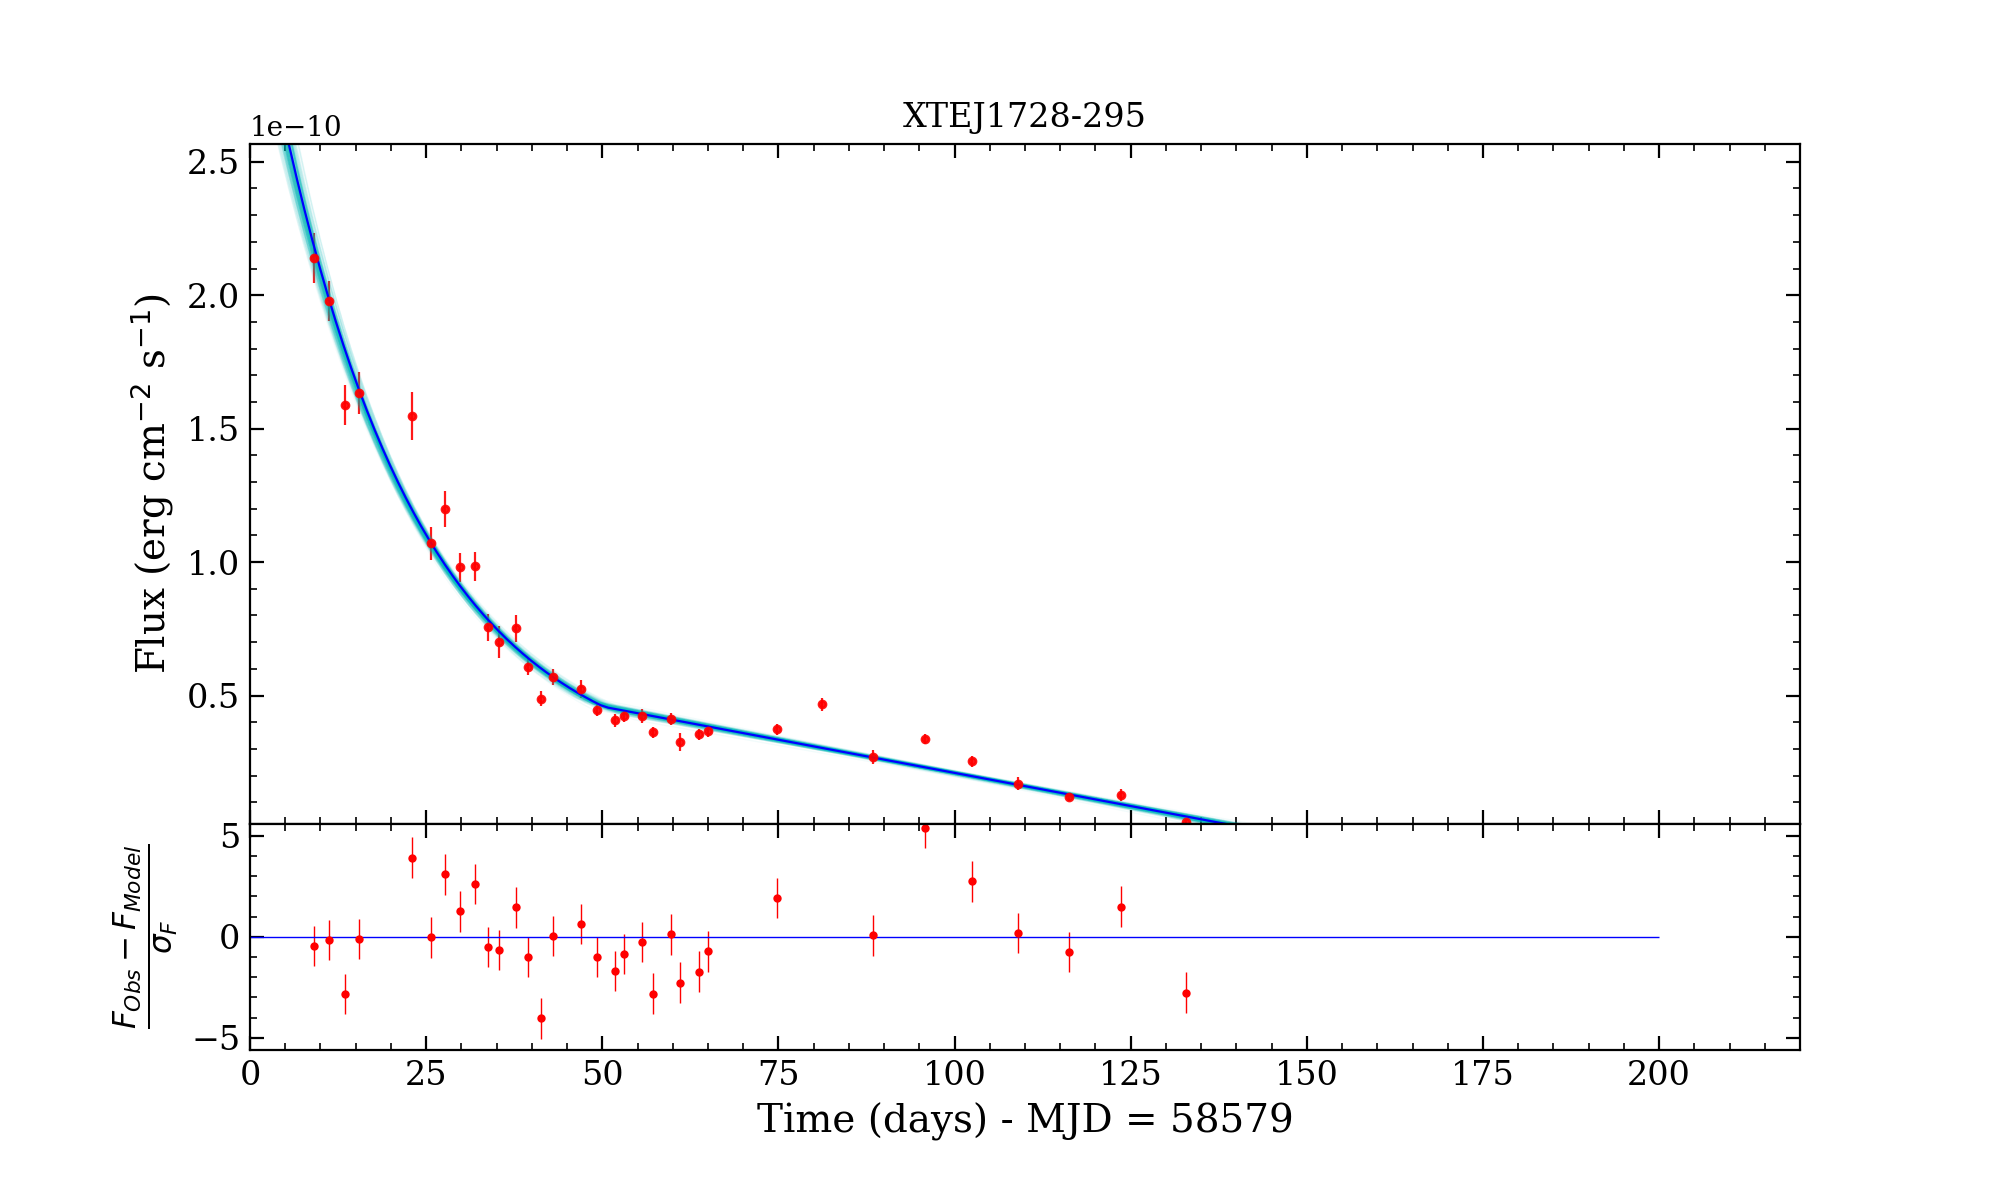 XTEJ1728-295
1e−10
2.5
2.0
1.5
1.0
0.5
Flux (erg cm⁻² s⁻¹)
5
0
−5
F_Obs − F_Model
σ_F
0 25 50 75 100 125 150 175 200
Time (days) - MJD = 58579